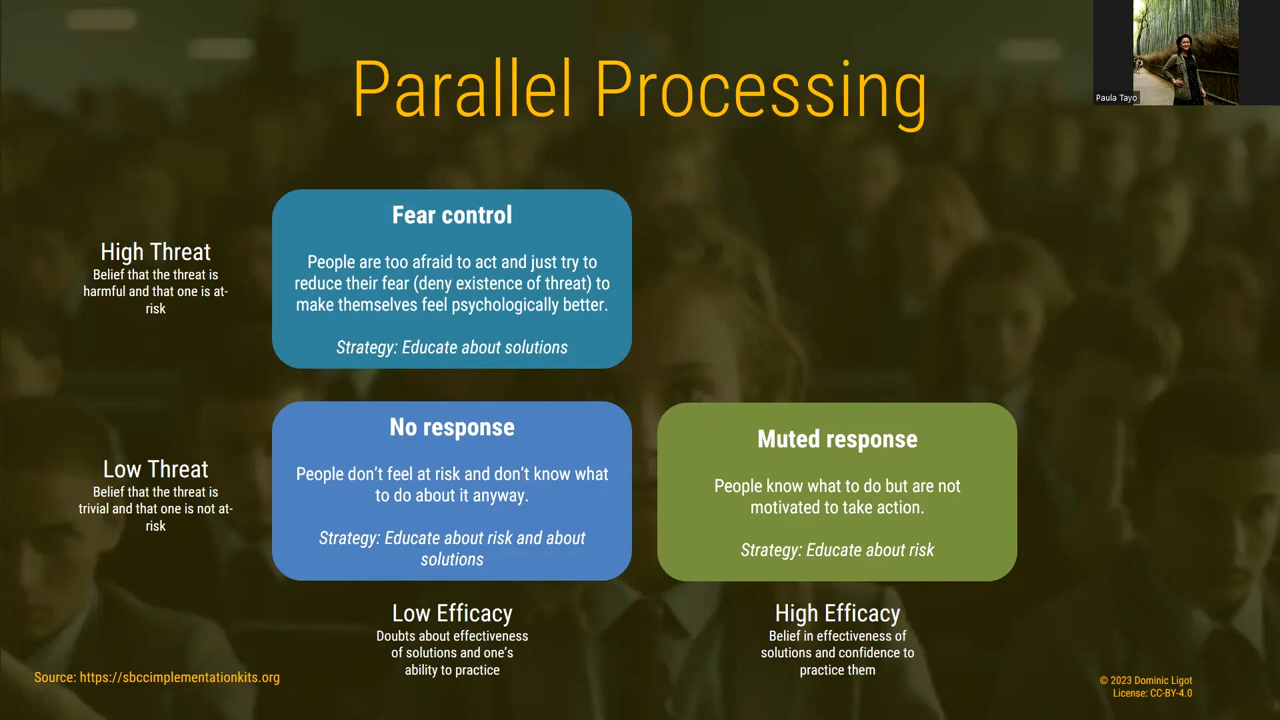 Parallel Processing
Paula Tayo
High Threat
Belief that the threat is
harmful and that one is at-
risk
Fear control
People are too afraid to act and just try to
reduce their fear (deny existence of threat) to
make themselves feel psychologically better.
Strategy: Educate about solutions
Low Threat
Belief that the threat is
trivial and that one is not at-
risk
No response
People don't feel at risk and don't know what
to do about it anyway.
Strategy: Educate about risk and about
solutions
Muted response
People know what to do but are not
motivated to take action.
Strategy: Educate about risk
Low Efficacy
Doubts about effectiveness
of solutions and one's
ability to practice
High Efficacy
Belief in effectiveness of
solutions and confidence to
practice them
Source: https://sbccimplementationkits.org
© 2023 Dominic Ligot
License: CC-BY-4.0